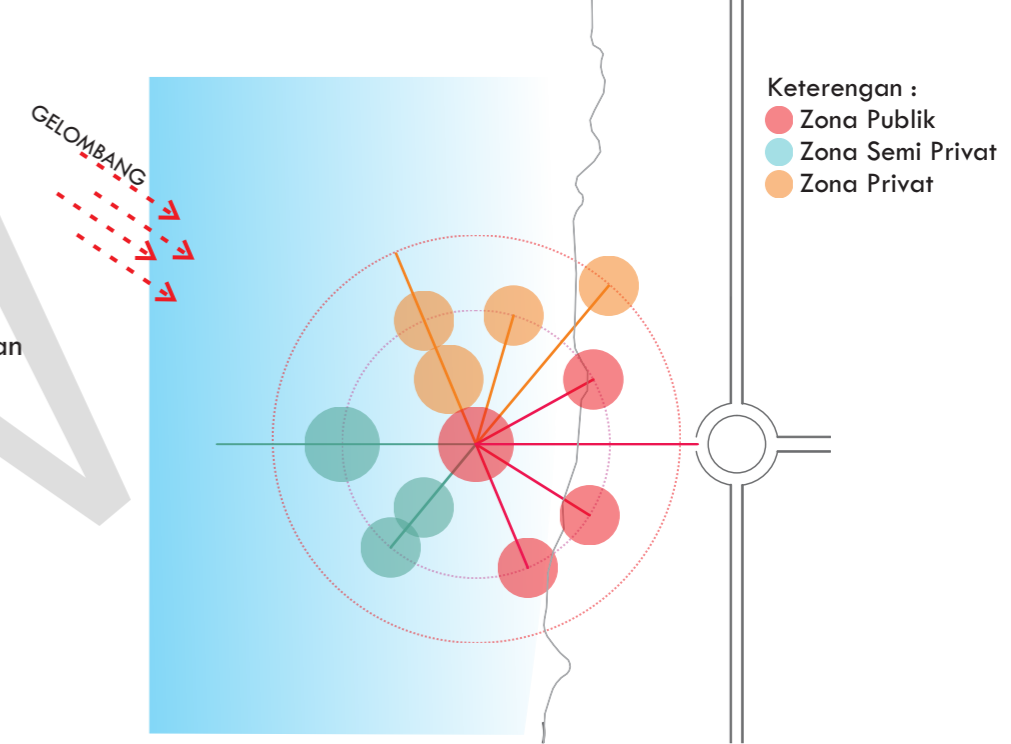 GELOMBANG
Keterengan :
Zona Publik
Zona Semi Privat
Zona Privat
an